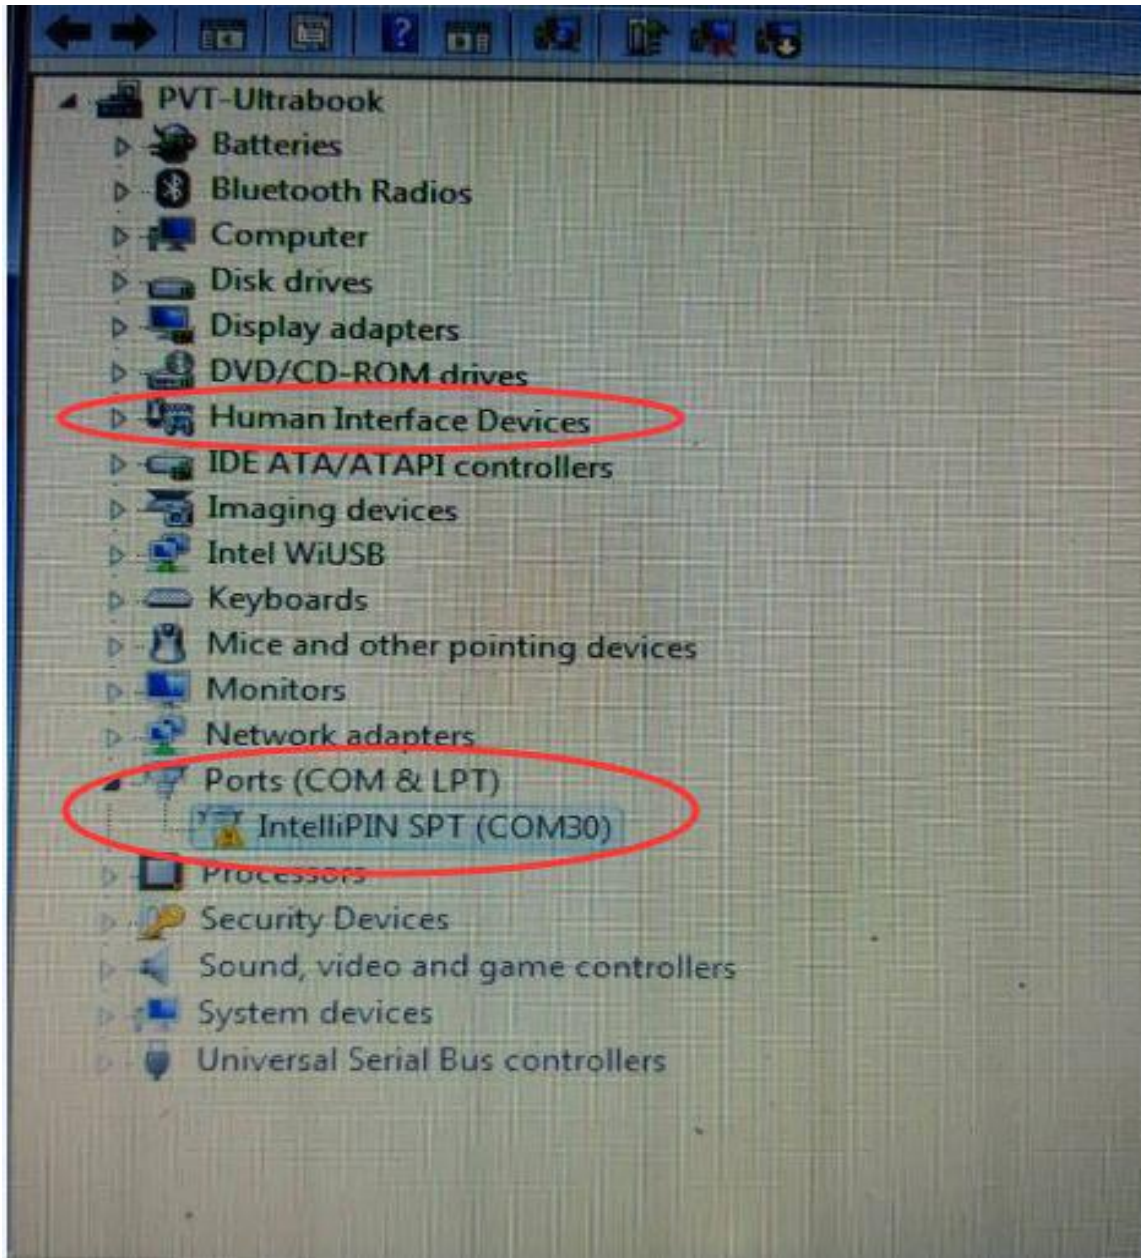 PVT-Ultrabook
Batteries
Bluetooth Radios
Computer
Disk drives
Display adapters
DVD/CD-ROM drives
Human Interface Devices
IDE ATA/ATAPI controllers
Imaging devices
Intel WiUSB
Keyboards
Mice and other pointing devices
Monitors
Network adapters
Ports (COM & LPT)
IntelliPIN SPT (COM30)
Processors
Security Devices
Sound, video and game controllers
System devices
Universal Serial Bus controllers